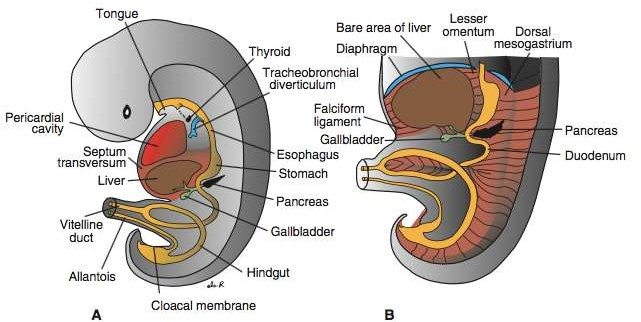 Tongue
Thyroid
Tracheobronchial
diverticulum
Pericardial
cavity
Septum
transversum
Liver
Esophagus
Stomach
Pancreas
Gallbladder
Vitelline
duct
Allantois
Hindgut
Cloacal membrane
A
Bare area of liver
Lesser
omentum
Dorsal
mesogastrium
Diaphragm
Falciform
ligament
Gallbladder
Pancreas
Duodenum
B